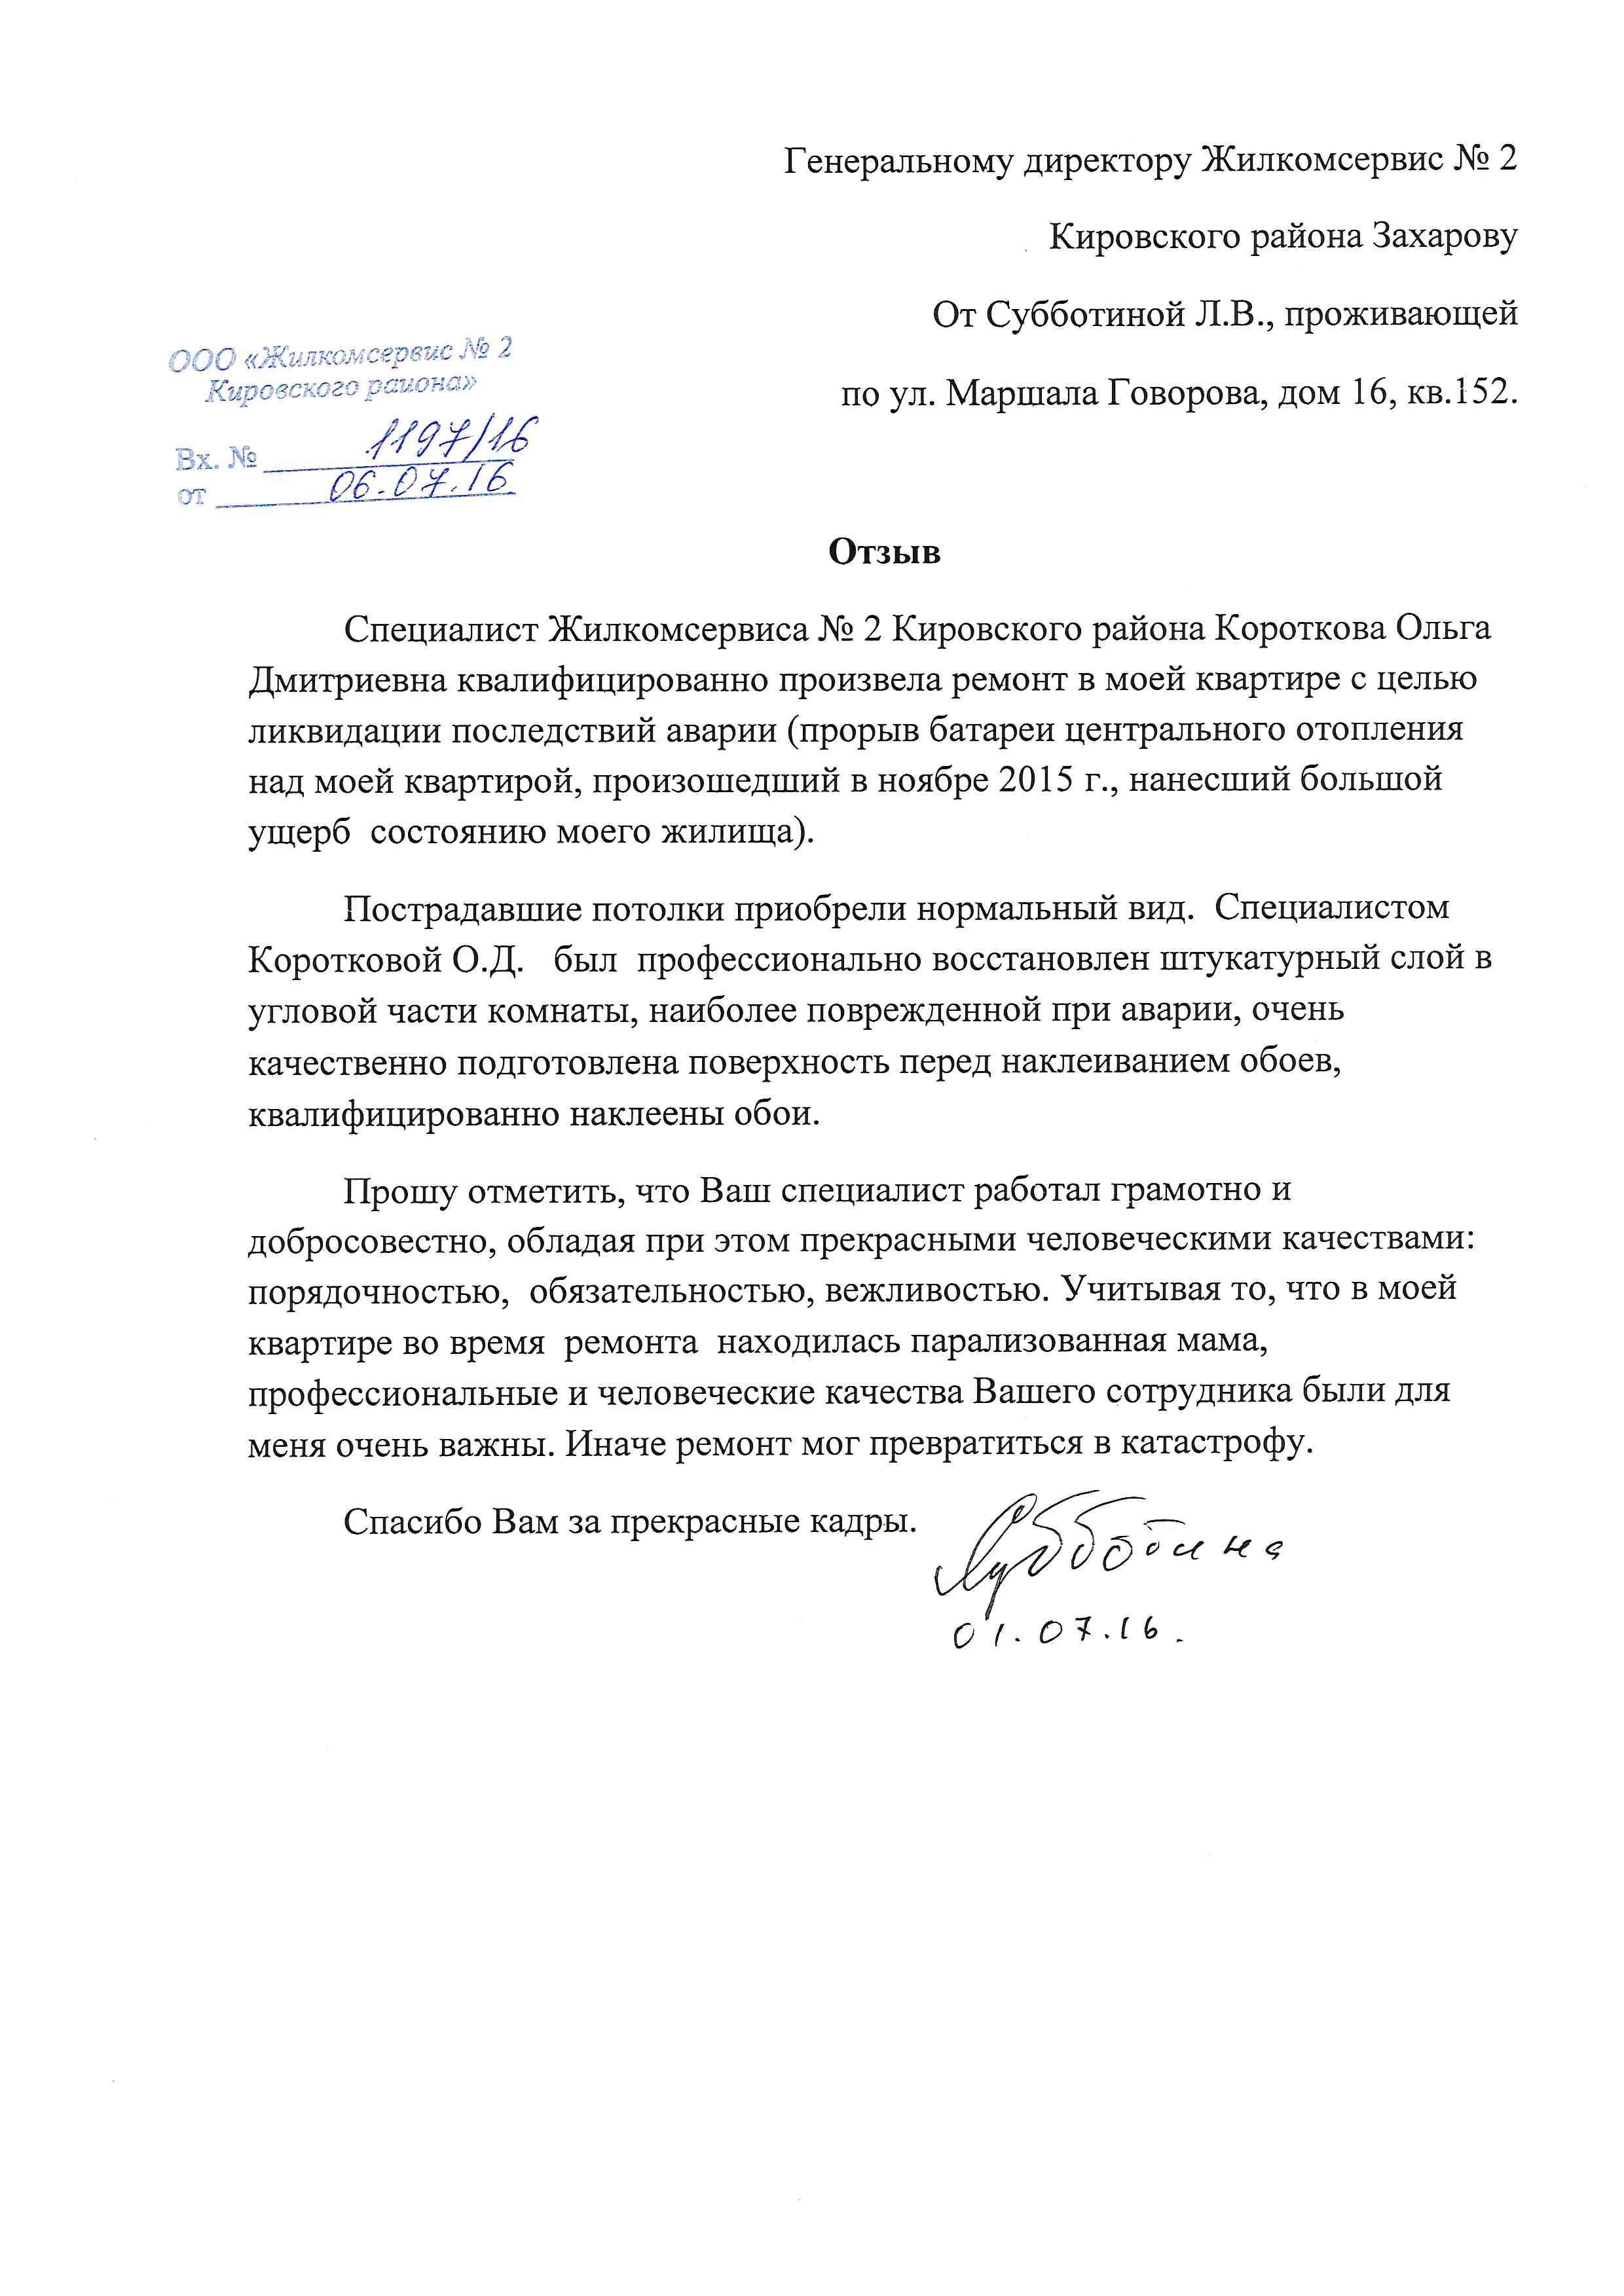 Генеральному директору Жилкомсервис № 2
Кировского района Захарову
От Субботиной Л.В., проживающей
по ул. Маршала Говорова, дом 16, кв.152.
ООО «Жилкомсервис № 2
Кировского района»
Вх. № 1197/16
от 06.07.16
Отзыв
Специалист Жилкомсервиса № 2 Кировского района Короткова Ольга
Дмитриевна квалифицированно произвела ремонт в моей квартире с целью
ликвидации последствий аварии (прорыв батареи центрального отопления
над моей квартирой, произошедший в ноябре 2015 г., нанесший большой
ущерб состоянию моего жилища).
Пострадавшие потолки приобрели нормальный вид. Специалистом
Коротковой О.Д. был профессионально восстановлен штукатурный слой в
угловой части комнаты, наиболее поврежденной при аварии, очень
качественно подготовлена поверхность перед наклеиванием обоев,
квалифицированно наклеены обои.
Прошу отметить, что Ваш специалист работал грамотно и
добросовестно, обладая при этом прекрасными человеческими качествами:
порядочностью, обязательностью, вежливостью. Учитывая то, что в моей
квартире во время ремонта находилась парализованная мама,
профессиональные и человеческие качества Вашего сотрудника были для
меня очень важны. Иначе ремонт мог превратиться в катастрофу.
Спасибо Вам за прекрасные кадры.
Субботина
01.07.16.